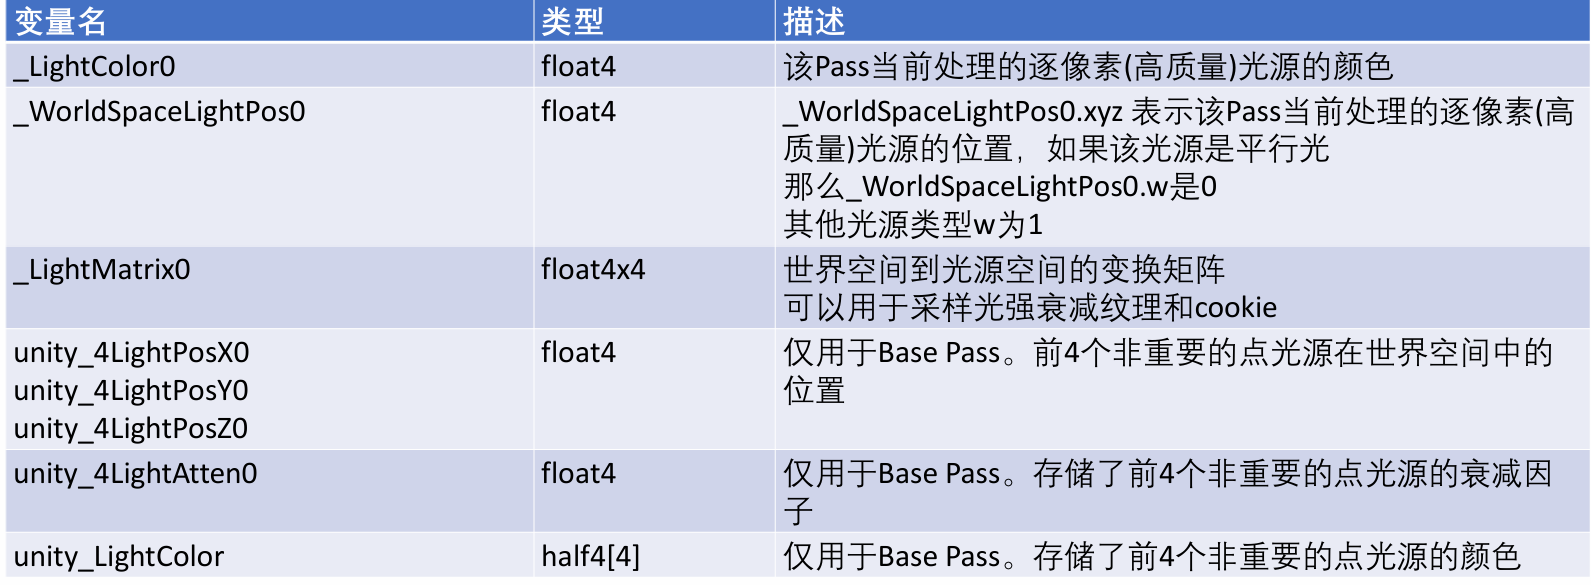 变量名 类型 描述
_LightColor0 float4 该Pass当前处理的逐像素(高质量)光源的颜色
_WorldSpaceLightPos0 float4 _WorldSpaceLightPos0.xyz 表示该Pass当前处理的逐像素(高
质量)光源的位置，如果该光源是平行光
那么_WorldSpaceLightPos0.w是0
其他光源类型w为1
_LightMatrix0 float4x4 世界空间到光源空间的变换矩阵
可以用于采样光强衰减纹理和cookie
unity_4LightPosX0 float4 仅用于Base Pass。前4个非重要的点光源在世界空间中的
unity_4LightPosY0 位置
unity_4LightPosZ0
unity_4LightAtten0 float4 仅用于Base Pass。存储了前4个非重要的点光源的衰减因
子
unity_LightColor half4[4] 仅用于Base Pass。存储了前4个非重要的点光源的颜色